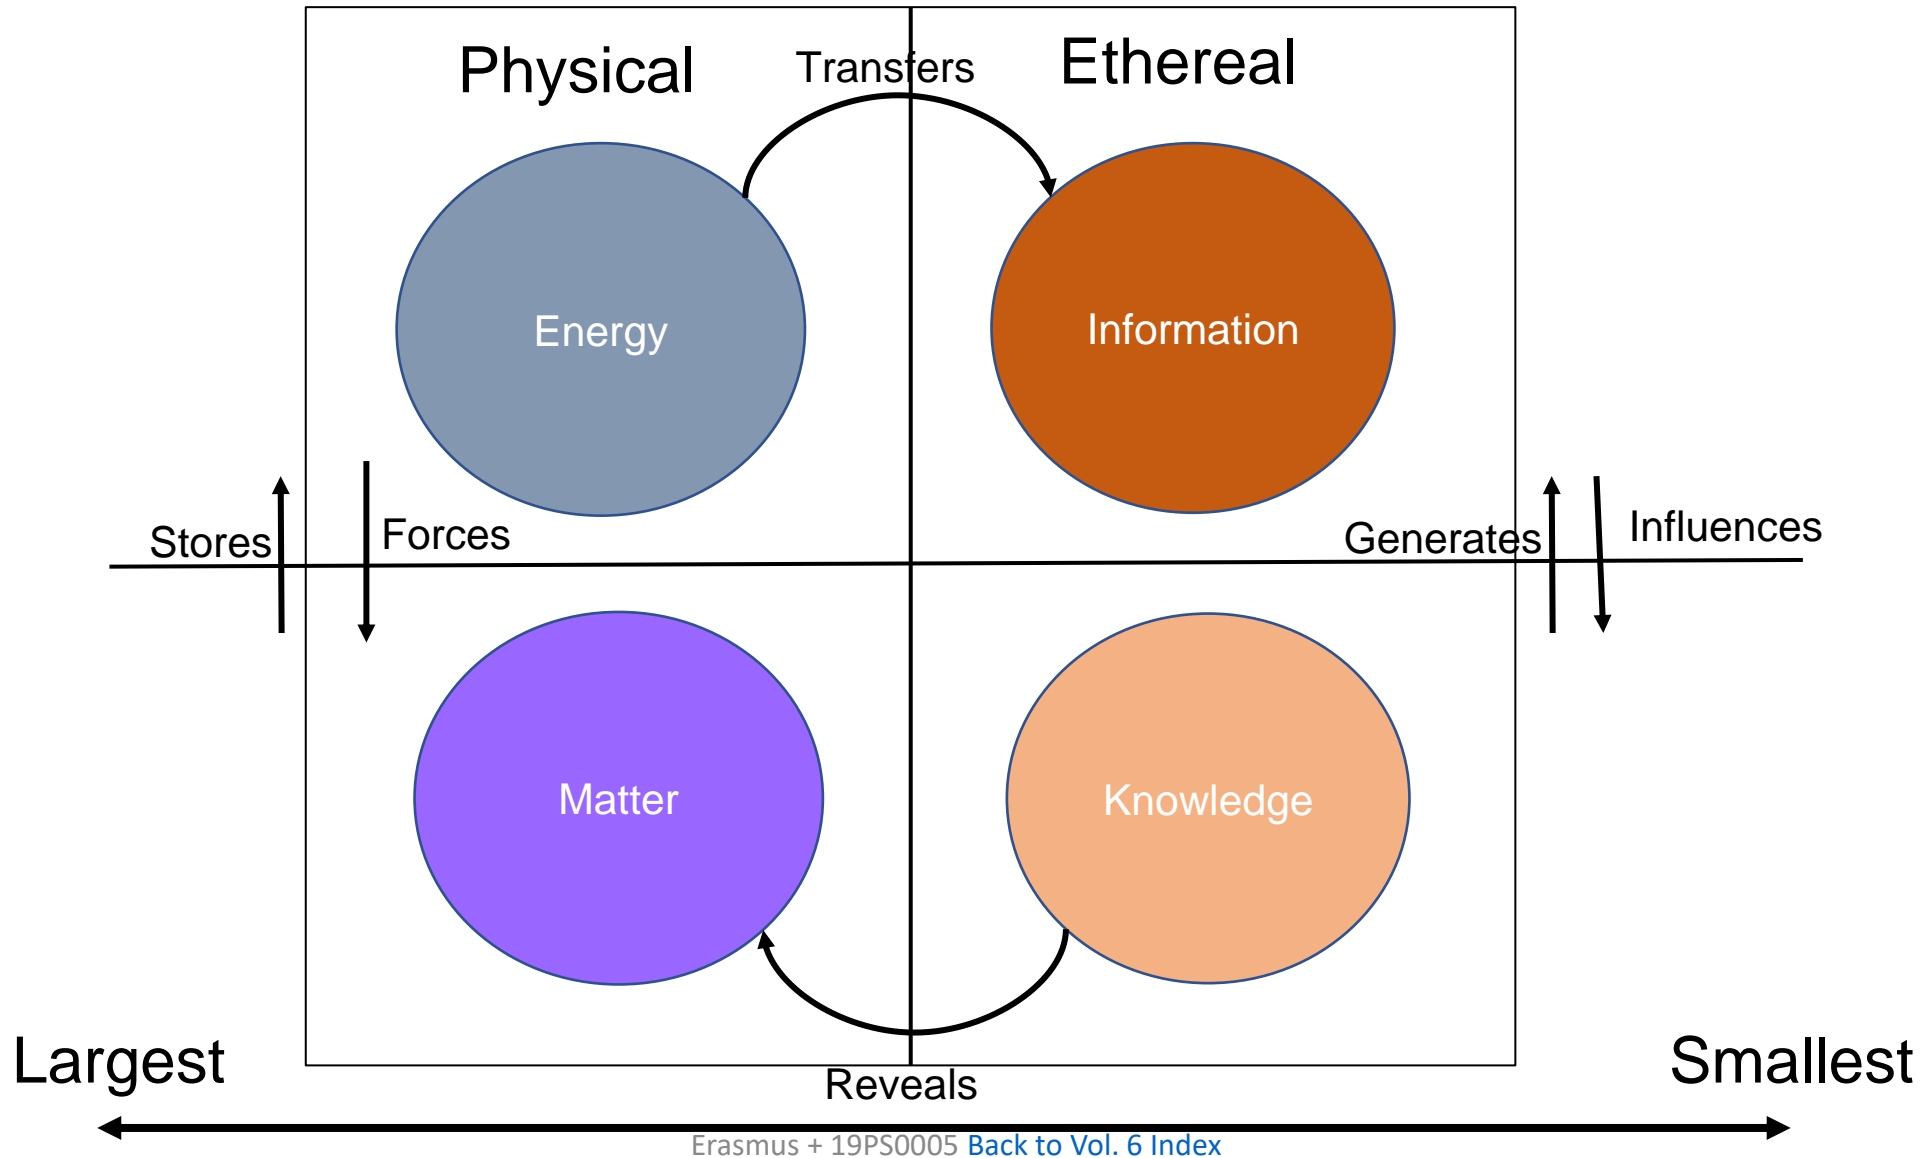 Physical
Transfers
Ethereal
Energy
Information
Stores
Forces
Generates
Influences
Matter
Knowledge
Largest
Smallest
Reveals
Erasmus + 19PS0005 Back to Vol. 6 Index